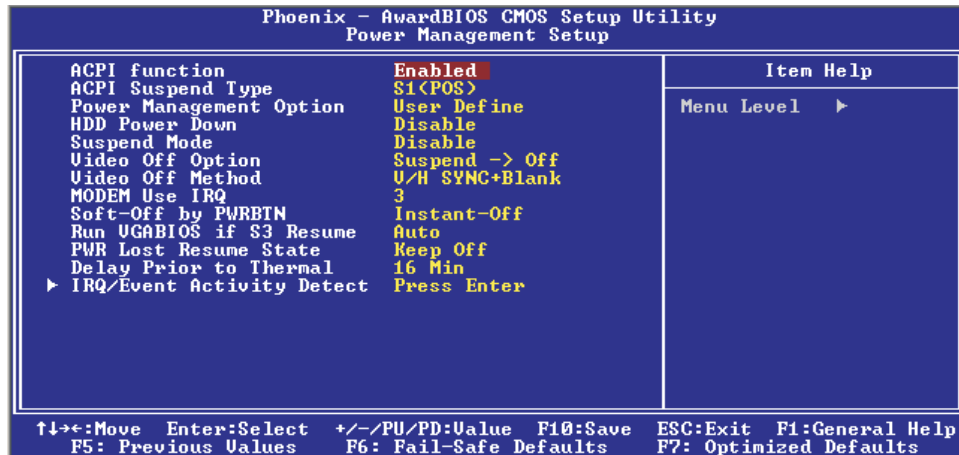 Phoenix - AwardBIOS CMOS Setup Utility
Power Management Setup
ACPI function Enabled
ACPI Suspend Type S1(POS)
Power Management Option User Define
HDD Power Down Disable
Suspend Mode Disable
Video Off Option Suspend -> Off
Video Off Method V/H SYNC+Blank
MODEM Use IRQ 3
Soft-Off by PWRBTN Instant-Off
Run VGABIOS if S3 Resume Auto
PWR Lost Resume State Keep Off
Delay Prior to Thermal 16 Min
▶ IRQ/Event Activity Detect Press Enter
Item Help
Menu Level ▶
↑↓→←:Move Enter:Select +/-/PU/PD:Value F10:Save ESC:Exit F1:General Help
F5: Previous Values F6: Fail-Safe Defaults F7: Optimized Defaults